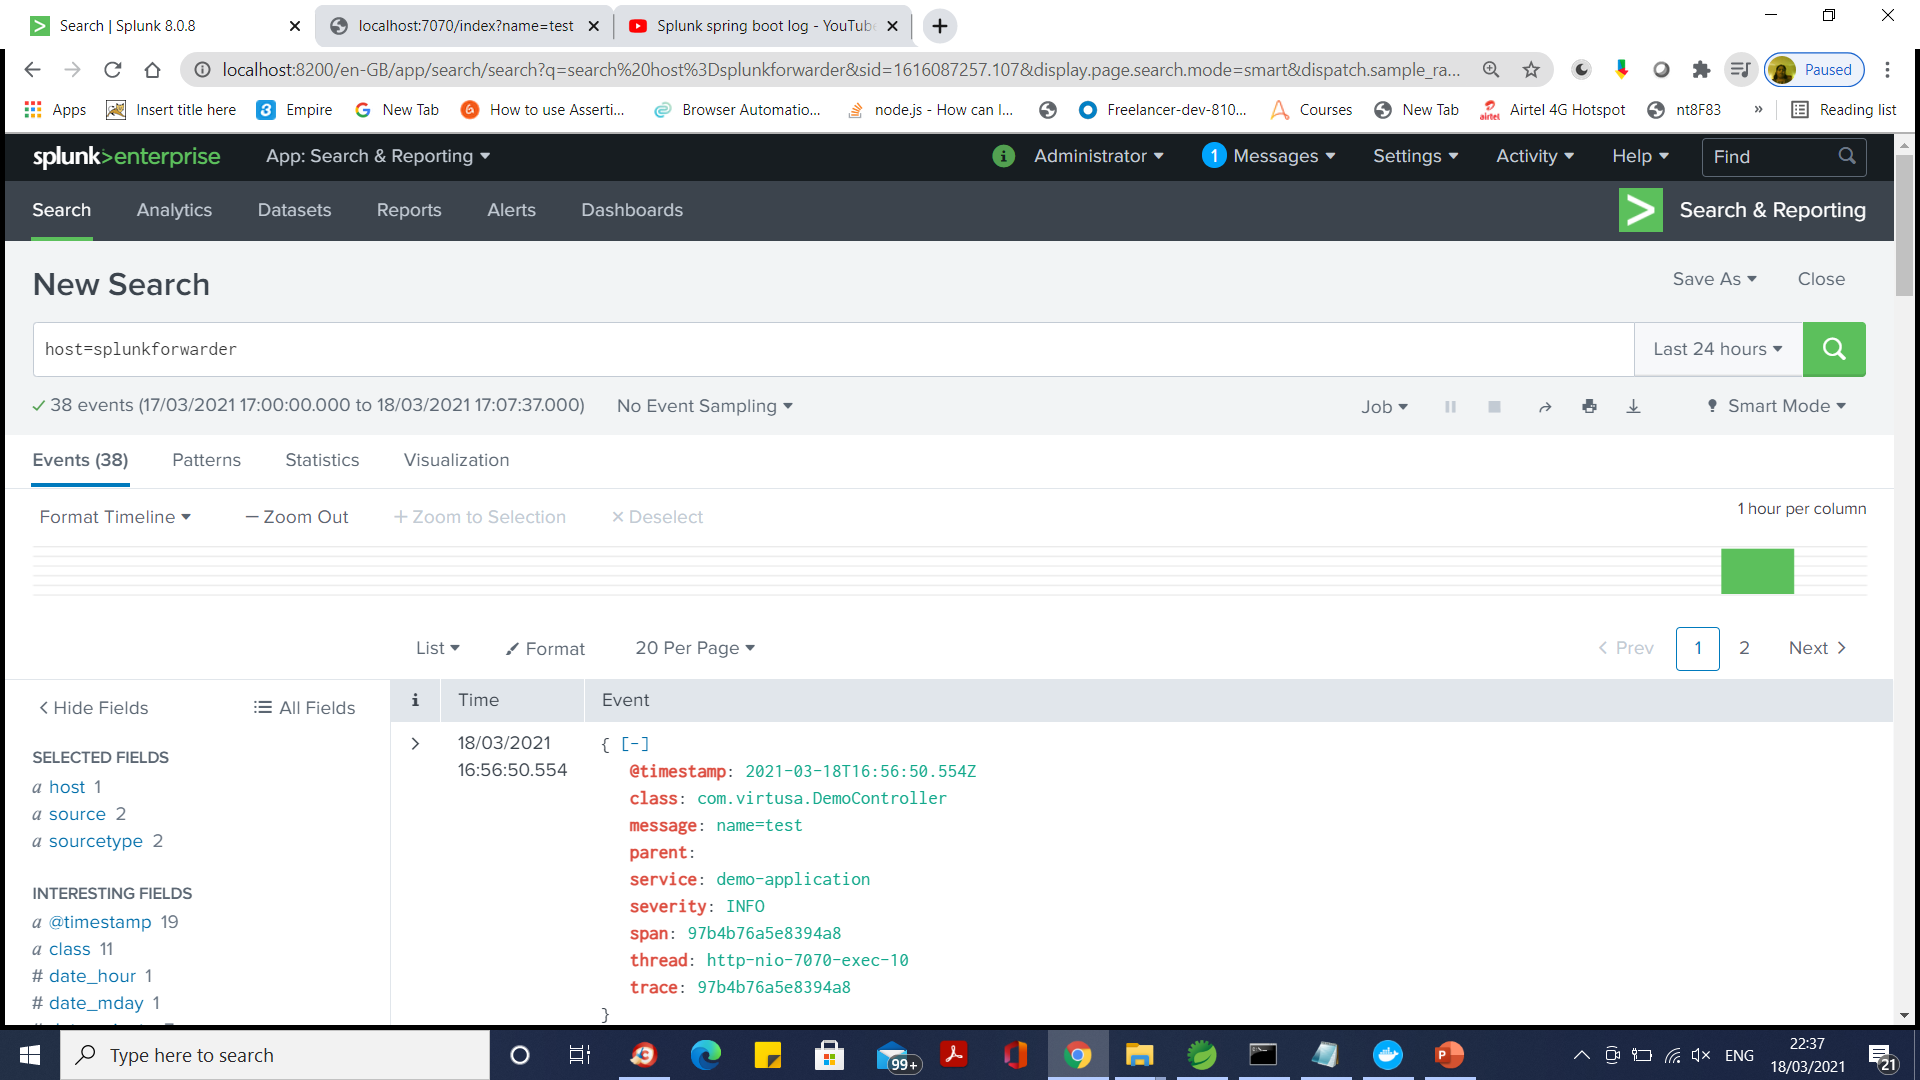 Search | Splunk 8.0.8
localhost:7070/index?name=test
Splunk spring boot log - YouTube
localhost:8200/en-GB/app/search/search?q=search%20host%3Dsplunkforwarder&sid=1616087257.107&display.page.search.mode=smart&dispatch.sample_ra...
Paused
Apps
Insert title here
Empire
New Tab
How to use Asserti...
Browser Automatio...
node.js - How can I...
Freelancer-dev-810...
Courses
New Tab
Airtel 4G Hotspot
nt8F83
»
Reading list
splunk>enterprise
App: Search & Reporting
i
Administrator
1 Messages
Settings
Activity
Help
Find
Search
Analytics
Datasets
Reports
Alerts
Dashboards
Search & Reporting
New Search
Save As
Close
host=splunkforwarder
Last 24 hours
38 events (17/03/2021 17:00:00.000 to 18/03/2021 17:07:37.000)
No Event Sampling
Job
Smart Mode
Events (38)
Patterns
Statistics
Visualization
Format Timeline
— Zoom Out
+ Zoom to Selection
× Deselect
1 hour per column
List
Format
20 Per Page
< Prev
1
2
Next >
< Hide Fields
All Fields
i
Time
Event
SELECTED FIELDS
a host 1
a source 2
a sourcetype 2
INTERESTING FIELDS
a @timestamp 19
a class 11
# date_hour 1
# date_mday 1
>
18/03/2021
16:56:50.554
{ [-]
@timestamp: 2021-03-18T16:56:50.554Z
class: com.virtusa.DemoController
message: name=test
parent:
service: demo-application
severity: INFO
span: 97b4b76a5e8394a8
thread: http-nio-7070-exec-10
trace: 97b4b76a5e8394a8
}
Type here to search
99+
ENG
22:37
18/03/2021
21